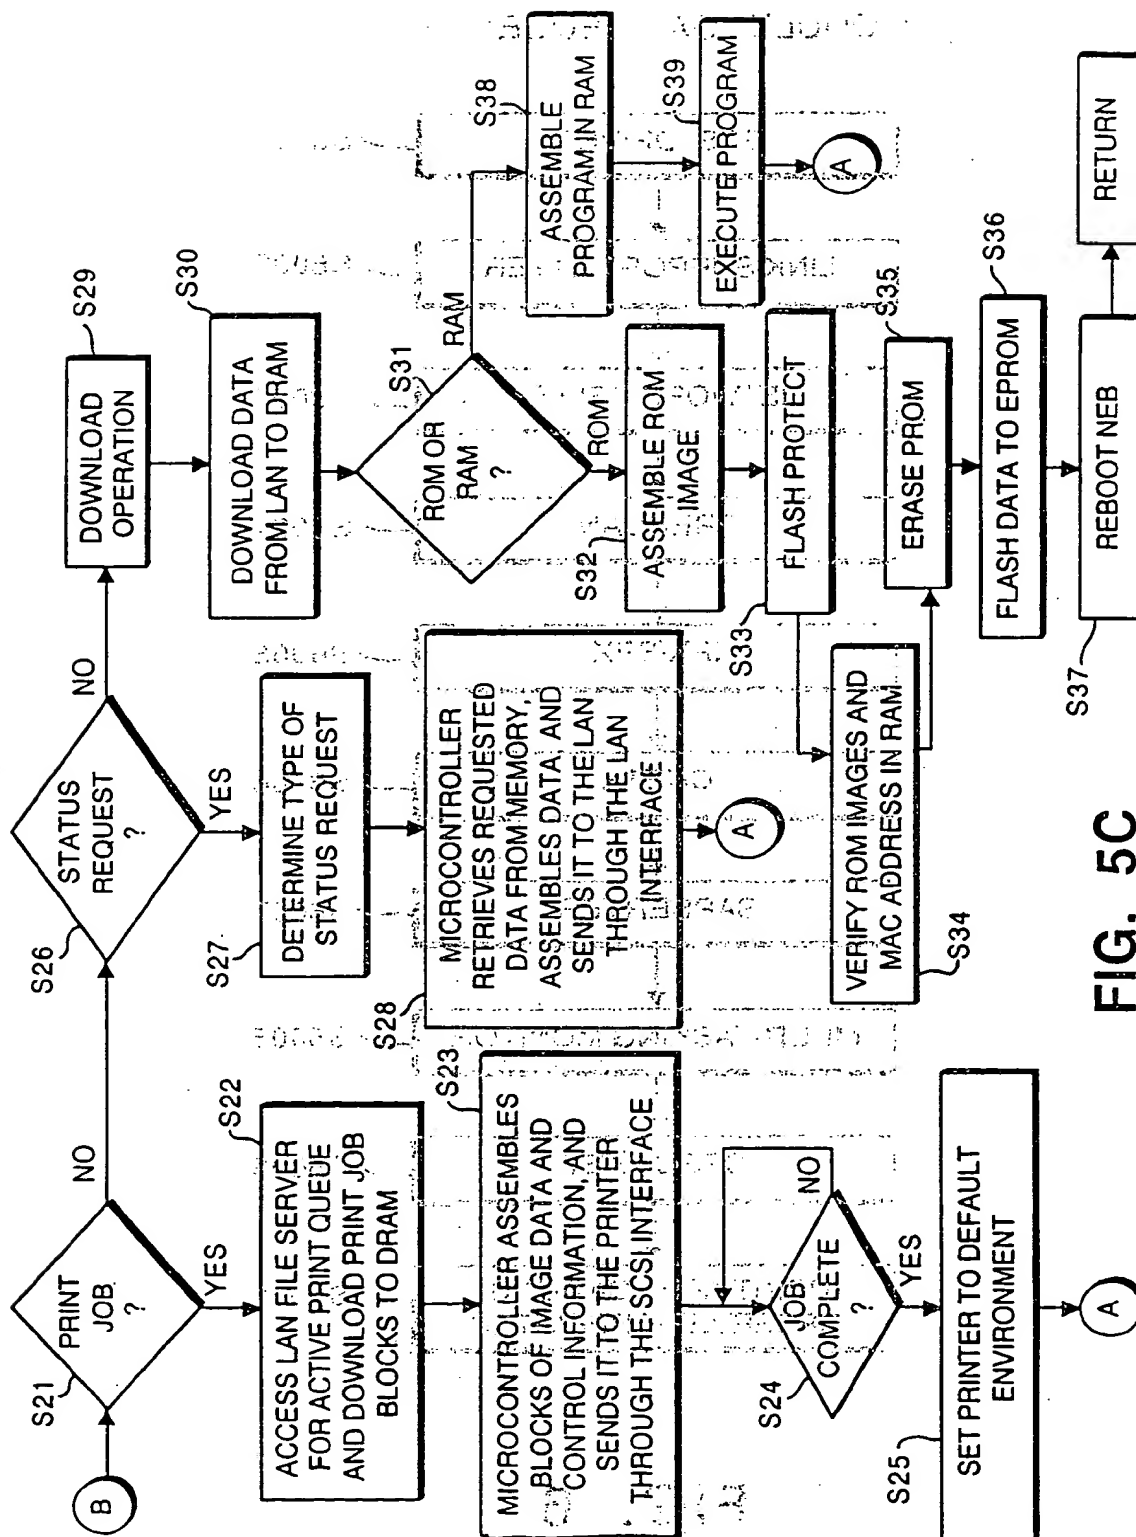 B
S21
PRINT
JOB
?
NO
YES
S22
ACCESS LAN FILE SERVER
FOR ACTIVE PRINT QUEUE
AND DOWNLOAD PRINT JOB
BLOCKS TO DRAM
S23
MICROCONTROLLER ASSEMBLES
BLOCKS OF IMAGE DATA AND
CONTROL INFORMATION, AND
SENDS IT TO THE PRINTER
THROUGH THE SCSI INTERFACE
S24
JOB
COMPLETE
?
NO
YES
S25
SET PRINTER TO DEFAULT
ENVIRONMENT
A
S26
STATUS
REQUEST
?
NO
YES
S27
DETERMINE TYPE OF
STATUS REQUEST
S28
MICROCONTROLLER
RETRIEVES REQUESTED
DATA FROM MEMORY,
ASSEMBLES DATA, AND
SENDS IT TO THE LAN
THROUGH THE LAN
INTERFACE
A
S29
DOWNLOAD
OPERATION
S30
DOWNLOAD DATA
FROM LAN TO DRAM
S31
ROM OR
RAM
?
RAM
ROM
S32
ASSEMBLE ROM
IMAGE
S33
FLASH PROTECT
S34
VERIFY ROM IMAGES AND
MAC ADDRESS IN RAM
S35
ERASE PROM
S36
FLASH DATA TO EPROM
S37
REBOOT NEB
RETURN
S38
ASSEMBLE
PROGRAM IN RAM
S39
EXECUTE PROGRAM
A
FIG. 5C